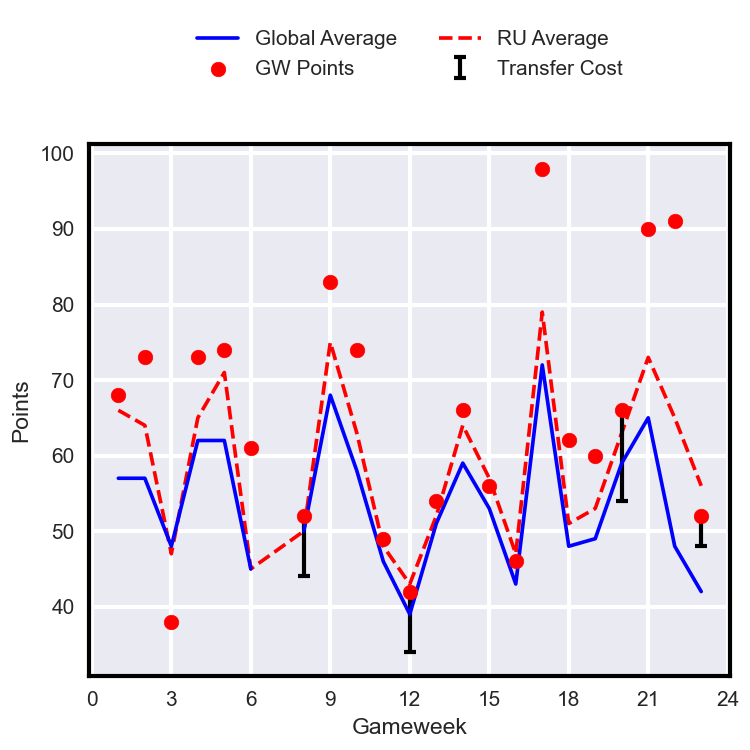 Global Average
RU Average
GW Points
Transfer Cost
100
90
80
70
60
50
40
Points
0 3 6 9 12 15 18 21 24
Gameweek